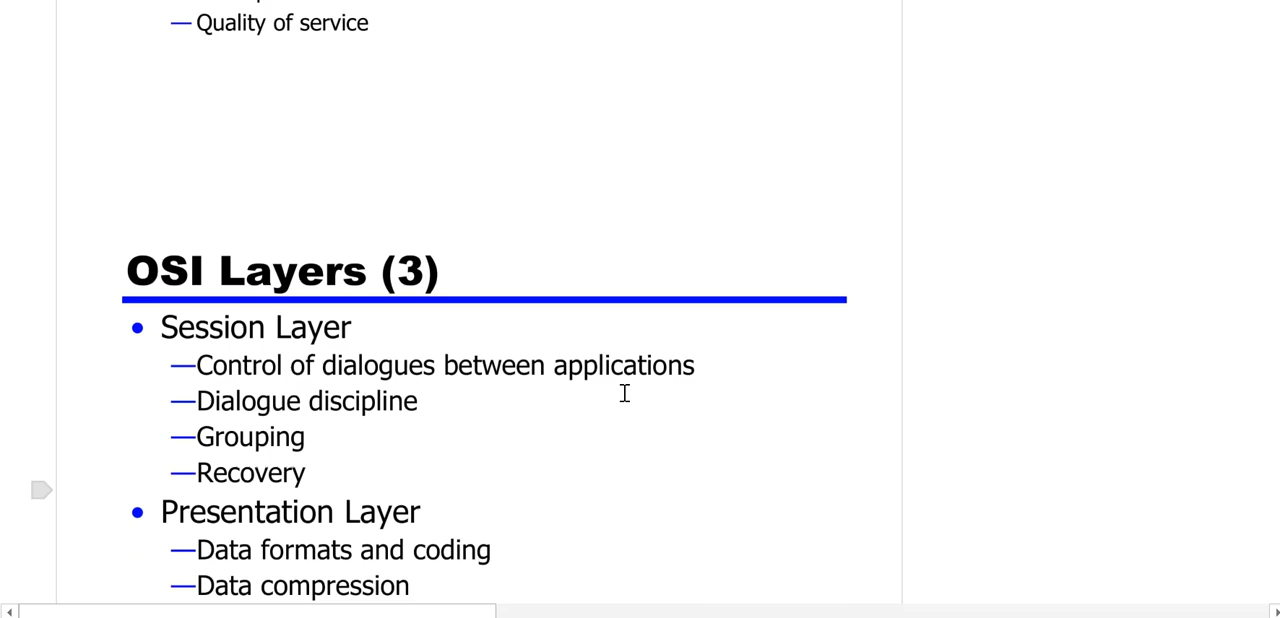 — Quality of service
OSI Layers (3)
• Session Layer
—Control of dialogues between applications
—Dialogue discipline
—Grouping
—Recovery
• Presentation Layer
—Data formats and coding
—Data compression